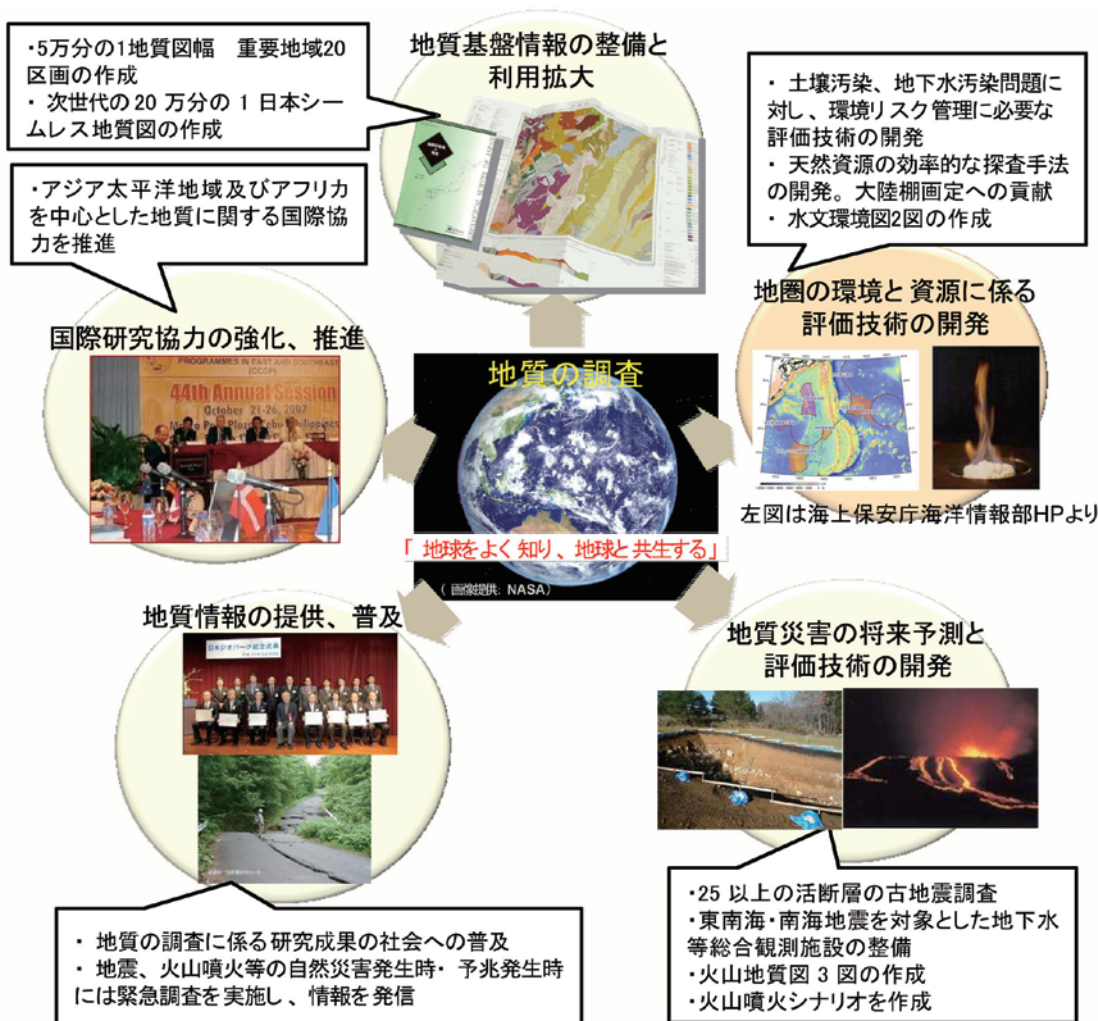 ・5万分の1地質図幅　重要地域20
区画の作成
・ 次世代の20 万分の 1 日本シー
ムレス地質図の作成
地質基盤情報の整備と
利用拡大
・ 土壌汚染、地下水汚染問題に
対し、環境リスク管理に必要な
評価技術の開発
・ 天然資源の効率的な探査手法
の開発。大陸棚画定への貢献
・ 水文環境図2図の作成
・アジア太平洋地域及びアフリカ
を中心とした地質に関する国際協
力を推進
国際研究協力の強化、推進
PROGRAMMES IN EAST AND SOUTHEAST
(CCOP)
44th Annual Session
October 21-26, 2007
地質の調査
「 地球をよく知り、地球と共生する」
( 画像提供: NASA)
地圏の環境と資源に係る
評価技術の開発
左図は海上保安庁海洋情報部HPより
地質情報の提供、普及
日本ジオパーク記念式典
地質災害の将来予測と
評価技術の開発
・ 地質の調査に係る研究成果の社会への普及
・ 地震、火山噴火等の自然災害発生時・ 予兆発生時
には緊急調査を実施し、情報を発信
・25 以上の活断層の古地震調査
・東南海・南海地震を対象とした地下水
等総合観測施設の整備
・火山地質図 3 図の作成
・火山噴火シナリオを作成